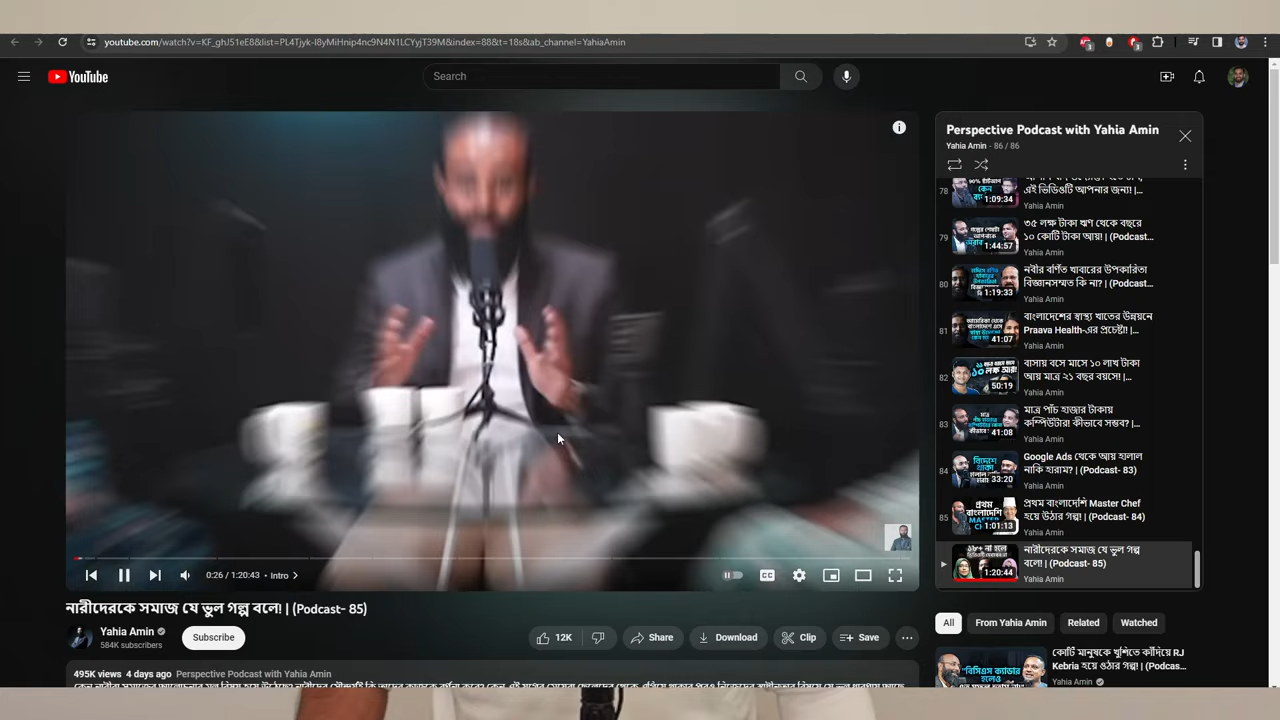 youtube.com/watch?v=KF_ghJ51eE8&list=PL4Tjyk-I8yMiHnip4nc9N4N1LCYyjT39M&index=88&t=18s&ab_channel=YahiaAmin
YouTube
Search
Perspective Podcast with Yahia Amin
Yahia Amin - 86 / 86
78
1:09:34
এই ভিডিওটি আপনার জন্য! |...
Yahia Amin
79
1:44:57
৩৫ লক্ষ টাকা ঋণ থেকে বছরে
১০ কোটি টাকা আয়! | (Podcast...
Yahia Amin
80
1:19:33
নবীর বর্ণিত খাবারের উপকারিতা
বিজ্ঞানসম্মত কি না? | (Podcast...
Yahia Amin
81
41:07
বাংলাদেশের স্বাস্থ্য খাতের উন্নয়নে
Praava Health-এর প্রচেষ্টা! |...
Yahia Amin
82
50:19
বাসায় বসে মাসে ১০ লাখ টাকা
আয় মাত্র ২১ বছর বয়সে! |...
Yahia Amin
83
41:08
মাত্র পাঁচ হাজার টাকায়
কম্পিউটার! কীভাবে সম্ভব? |...
Yahia Amin
84
33:20
Google Ads থেকে আয় হালাল
নাকি হারাম? | (Podcast- 83)
Yahia Amin
85
1:01:13
প্রথম বাংলাদেশি Master Chef
হয়ে উঠার গল্প! | (Podcast- 84)
Yahia Amin
1:20:44
নারীদেরকে সমাজ যে ভুল গল্প
বলে! | (Podcast- 85)
Yahia Amin
0:26 / 1:20:43 • Intro
নারীদেরকে সমাজ যে ভুল গল্প বলে! | (Podcast- 85)
Yahia Amin
584K subscribers
Subscribe
12K
Share
Download
Clip
Save
All
From Yahia Amin
Related
Watched
495K views 4 days ago Perspective Podcast with Yahia Amin
কোটি মানুষকে খুশিতে কাঁদিয়ে RJ
Kebria হয়ে ওঠার গল্প! | (Podcas...
Yahia Amin